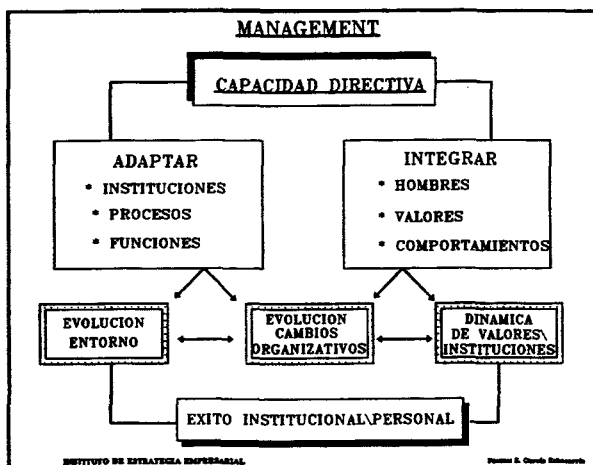 MANAGEMENT
CAPACIDAD DIRECTIVA
ADAPTAR
* INSTITUCIONES
* PROCESOS
* FUNCIONES
INTEGRAR
* HOMBRES
* VALORES
* COMPORTAMIENTOS
EVOLUCION
ENTORNO
EVOLUCION
CAMBIOS
ORGANIZATIVOS
DINAMICA
DE VALORES\
INSTITUCIONES
EXITO INSTITUCIONAL\PERSONAL
INSTITUTO DE ESTRATEGIA EMPRESARIAL